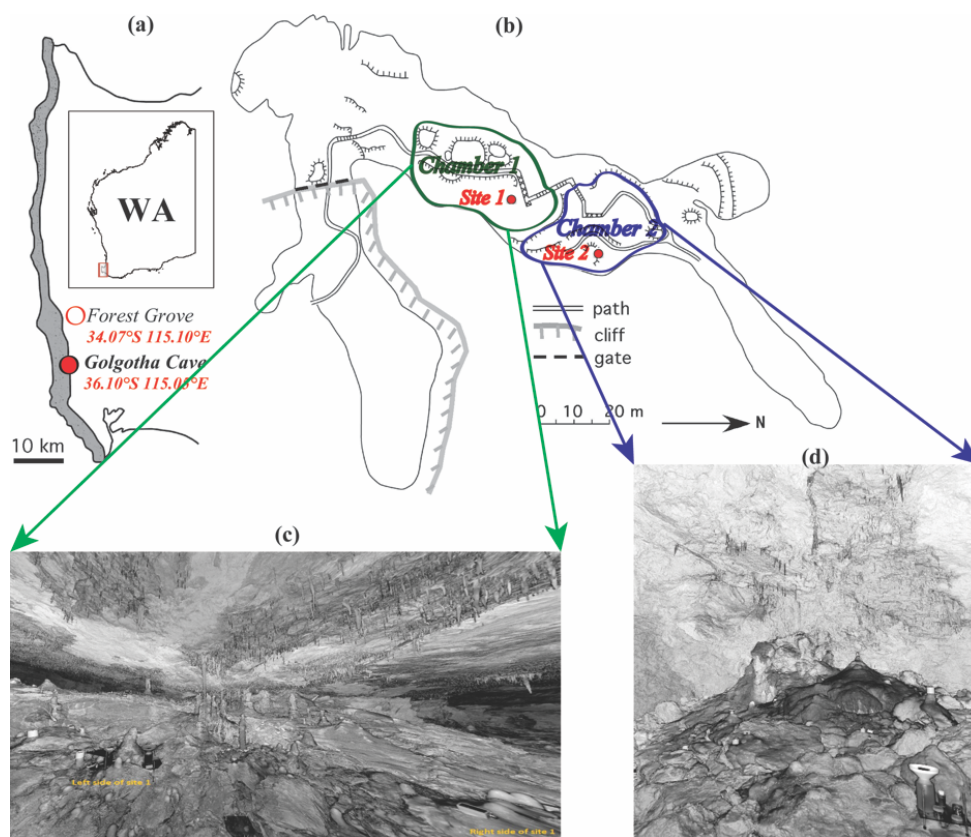 (a)
(b)
WA
Forest Grove
34.07°S 115.10°E
Golgotha Cave
36.10°S 115.05°E
10 km
Chamber 1
Site 1
Chamber 2
Site 2
path
cliff
gate
0 10 20 m
N
(c)
(d)
Left side of site 1
Right side of site 1